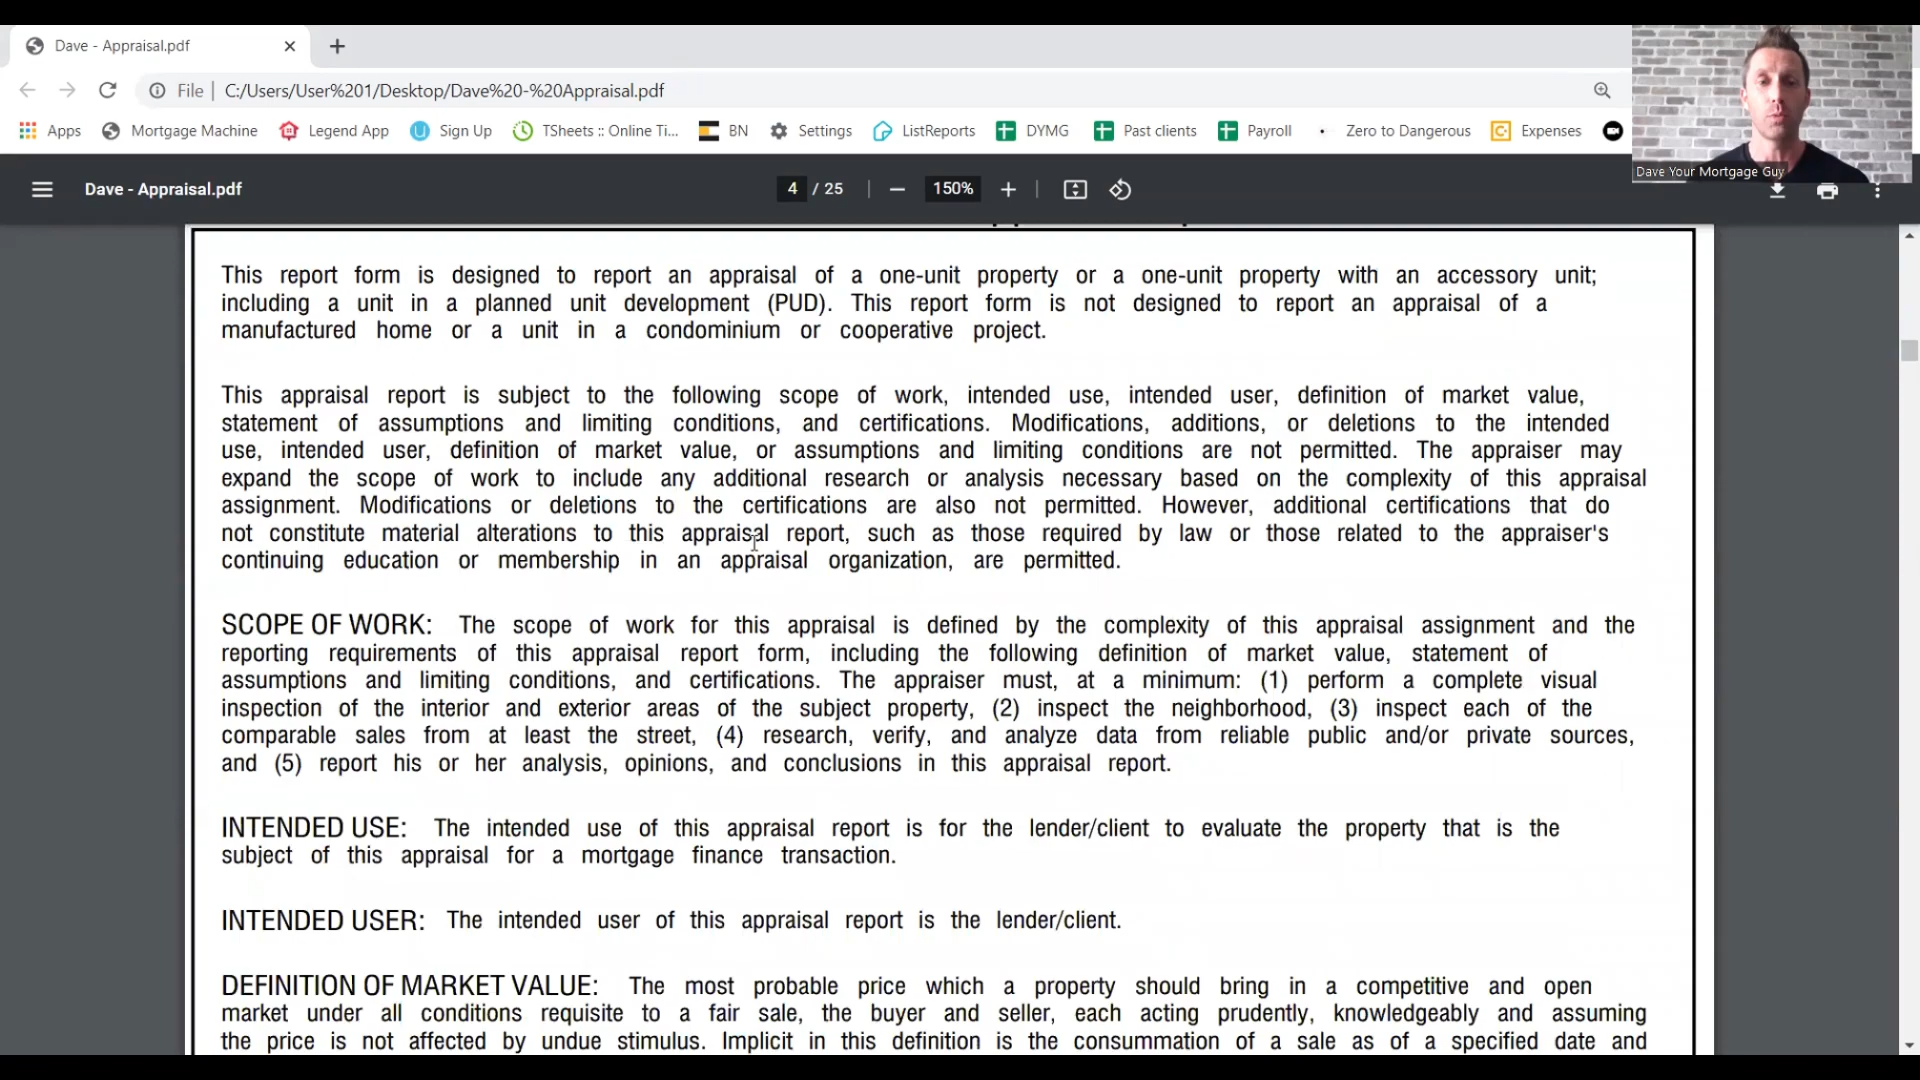 Dave - Appraisal.pdf
File | C:/Users/User%201/Desktop/Dave%20-%20Appraisal.pdf
Apps Mortgage Machine Legend App Sign Up TSheets :: Online Ti... BN Settings ListReports DYMG Past clients Payroll Zero to Dangerous Expenses
Dave Your Mortgage Guy
Dave - Appraisal.pdf 4 / 25 150%
This report form is designed to report an appraisal of a one-unit property or a one-unit property with an accessory unit;
including a unit in a planned unit development (PUD). This report form is not designed to report an appraisal of a
manufactured home or a unit in a condominium or cooperative project.
This appraisal report is subject to the following scope of work, intended use, intended user, definition of market value,
statement of assumptions and limiting conditions, and certifications. Modifications, additions, or deletions to the intended
use, intended user, definition of market value, or assumptions and limiting conditions are not permitted. The appraiser may
expand the scope of work to include any additional research or analysis necessary based on the complexity of this appraisal
assignment. Modifications or deletions to the certifications are also not permitted. However, additional certifications that do
not constitute material alterations to this appraisal report, such as those required by law or those related to the appraiser's
continuing education or membership in an appraisal organization, are permitted.
SCOPE OF WORK: The scope of work for this appraisal is defined by the complexity of this appraisal assignment and the
reporting requirements of this appraisal report form, including the following definition of market value, statement of
assumptions and limiting conditions, and certifications. The appraiser must, at a minimum: (1) perform a complete visual
inspection of the interior and exterior areas of the subject property, (2) inspect the neighborhood, (3) inspect each of the
comparable sales from at least the street, (4) research, verify, and analyze data from reliable public and/or private sources,
and (5) report his or her analysis, opinions, and conclusions in this appraisal report.
INTENDED USE: The intended use of this appraisal report is for the lender/client to evaluate the property that is the
subject of this appraisal for a mortgage finance transaction.
INTENDED USER: The intended user of this appraisal report is the lender/client.
DEFINITION OF MARKET VALUE: The most probable price which a property should bring in a competitive and open
market under all conditions requisite to a fair sale, the buyer and seller, each acting prudently, knowledgeably and assuming
the price is not affected by undue stimulus. Implicit in this definition is the consummation of a sale as of a specified date and